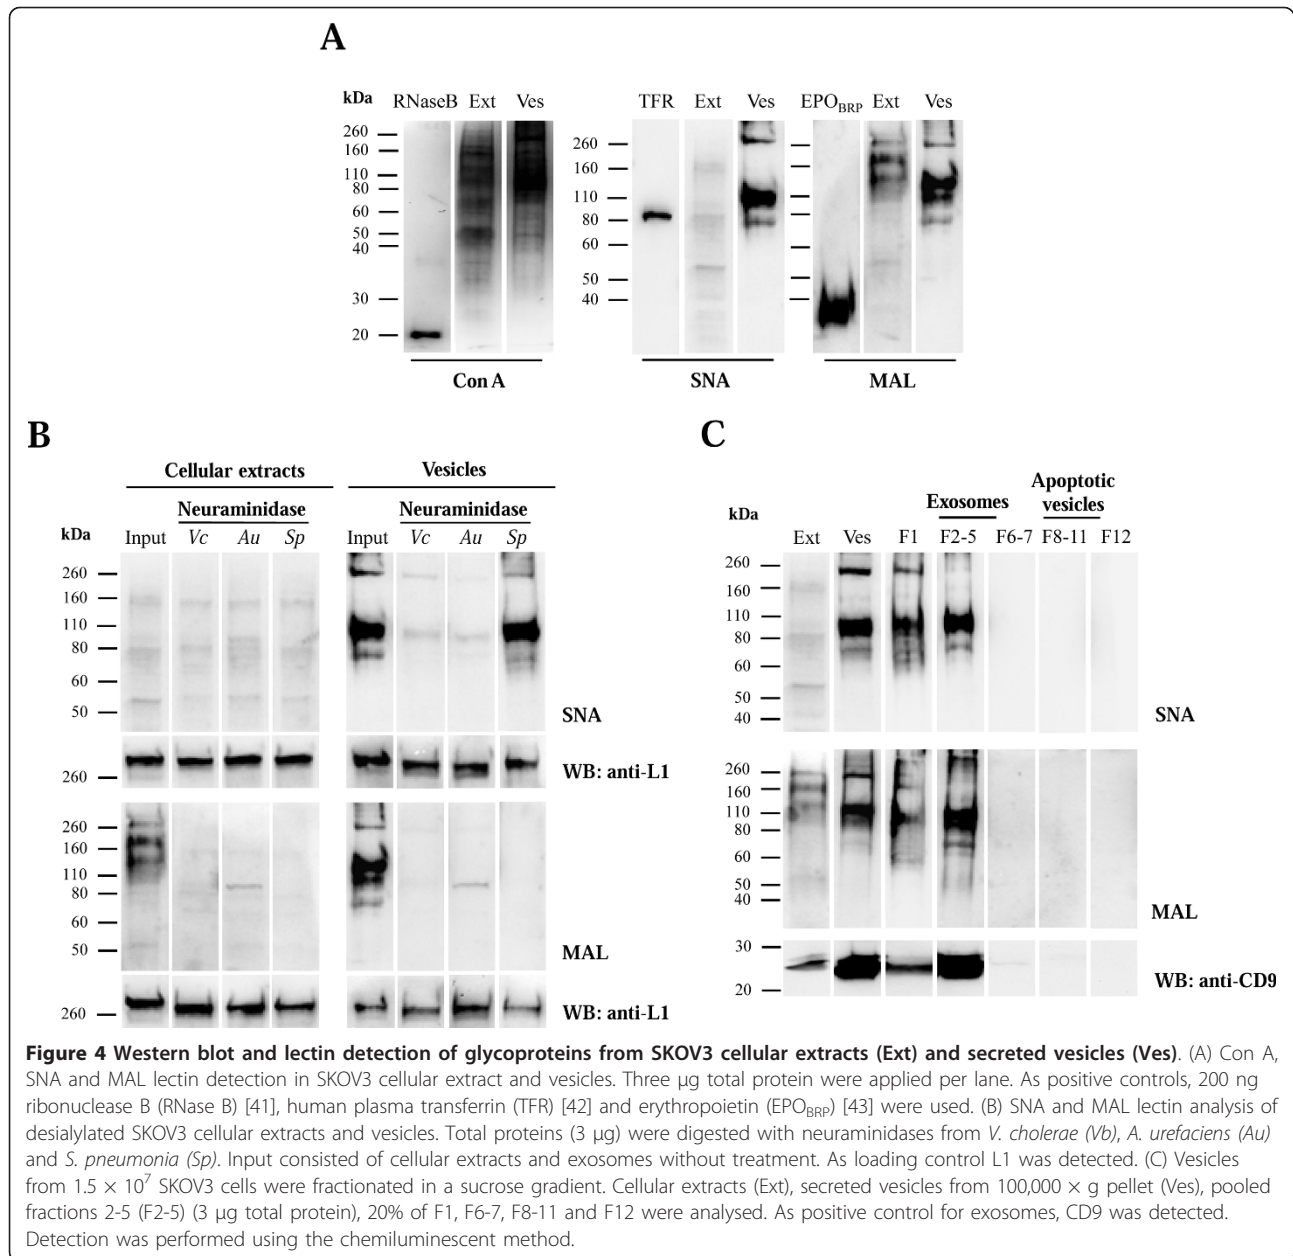 A
kDa RNaseB Ext Ves TFR Ext Ves EPO_BRP Ext Ves
260
160
110
80
60
50
40
30
20
260
160
110
80
60
50
40
Con A SNA MAL
B
Cellular extracts Vesicles
Neuraminidase Neuraminidase
kDa Input Vc Au Sp Input Vc Au Sp
260
160
110
80
60
50
SNA
260
WB: anti-L1
260
160
110
80
60
50
MAL
260
WB: anti-L1
C
Apoptotic
Exosomes vesicles
kDa
Ext Ves F1 F2-5 F6-7 F8-11 F12
260
160
110
80
60
50
40
SNA
260
160
110
80
60
50
40
MAL
30
20
WB: anti-CD9
Figure 4 Western blot and lectin detection of glycoproteins from SKOV3 cellular extracts (Ext) and secreted vesicles (Ves). (A) Con A,
SNA and MAL lectin detection in SKOV3 cellular extract and vesicles. Three μg total protein were applied per lane. As positive controls, 200 ng
ribonuclease B (RNase B) [41], human plasma transferrin (TFR) [42] and erythropoietin (EPO_BRP) [43] were used. (B) SNA and MAL lectin analysis of
desialylated SKOV3 cellular extracts and vesicles. Total proteins (3 μg) were digested with neuraminidases from V. cholerae (Vb), A. urefaciens (Au)
and S. pneumonia (Sp). Input consisted of cellular extracts and exosomes without treatment. As loading control L1 was detected. (C) Vesicles
from 1.5 × 10⁷ SKOV3 cells were fractionated in a sucrose gradient. Cellular extracts (Ext), secreted vesicles from 100,000 × g pellet (Ves), pooled
fractions 2-5 (F2-5) (3 μg total protein), 20% of F1, F6-7, F8-11 and F12 were analysed. As positive control for exosomes, CD9 was detected.
Detection was performed using the chemiluminescent method.